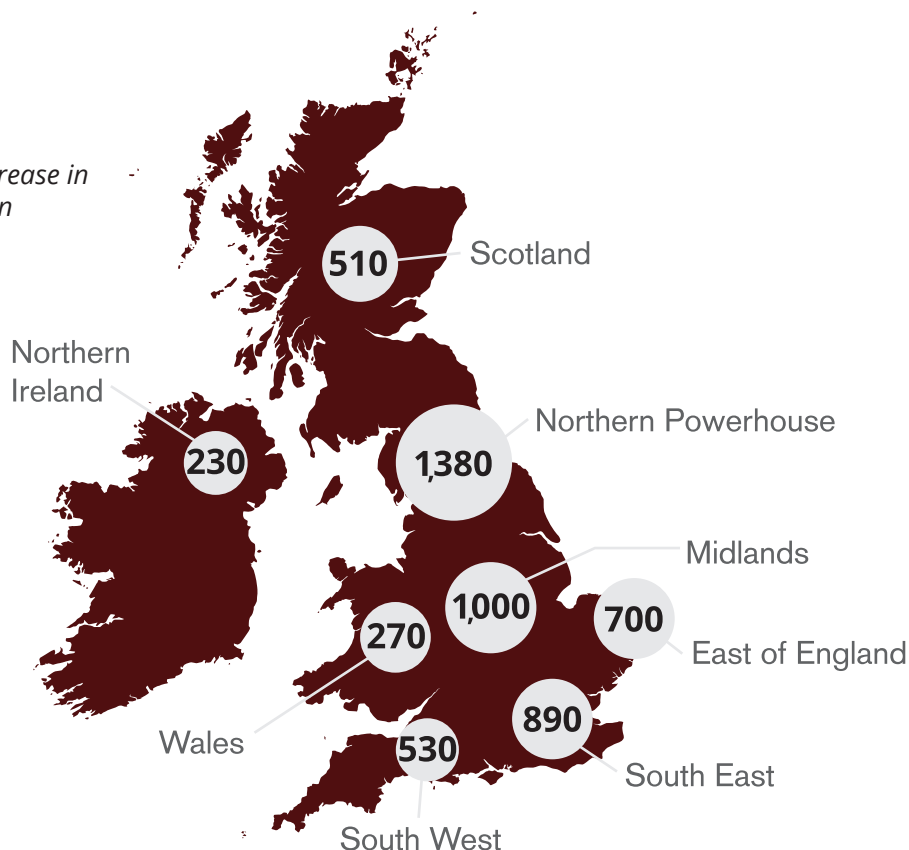 510
Scotland
Northern
Ireland
230
Northern Powerhouse
1,380
Midlands
1,000
700
East of England
270
Wales
890
South East
530
South West
in